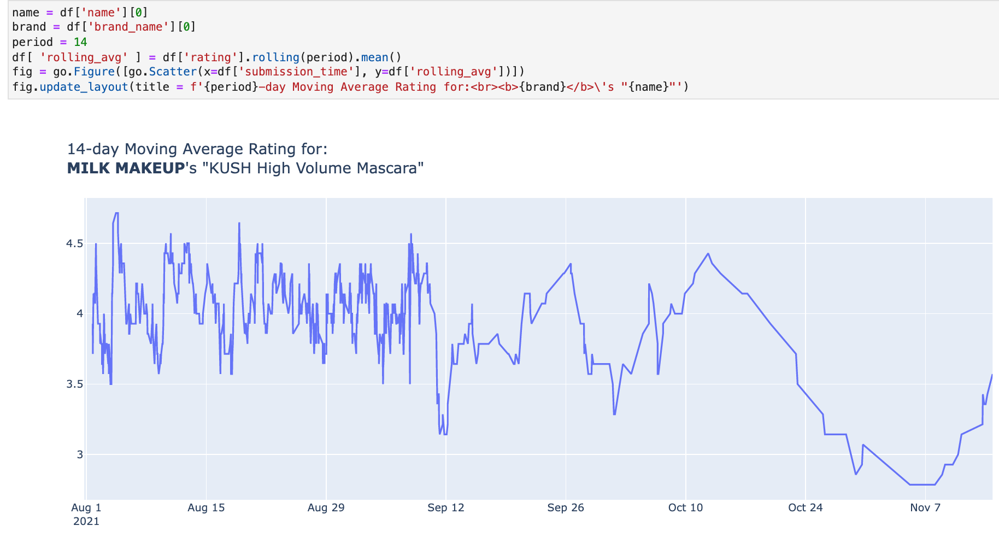 name = df['name'][0]
brand = df['brand_name'][0]
period = 14
df[ 'rolling_avg' ] = df['rating'].rolling(period).mean()
fig = go.Figure([go.Scatter(x=df['submission_time'], y=df['rolling_avg'])])
fig.update_layout(title = f'{period}-day Moving Average Rating for:<br><b>{brand}</b>\'s "{name}"')
14-day Moving Average Rating for:
MILK MAKEUP's "KUSH High Volume Mascara"
4.5
4
3.5
3
Aug 1 Aug 15 Aug 29 Sep 12 Sep 26 Oct 10 Oct 24 Nov 7
2021